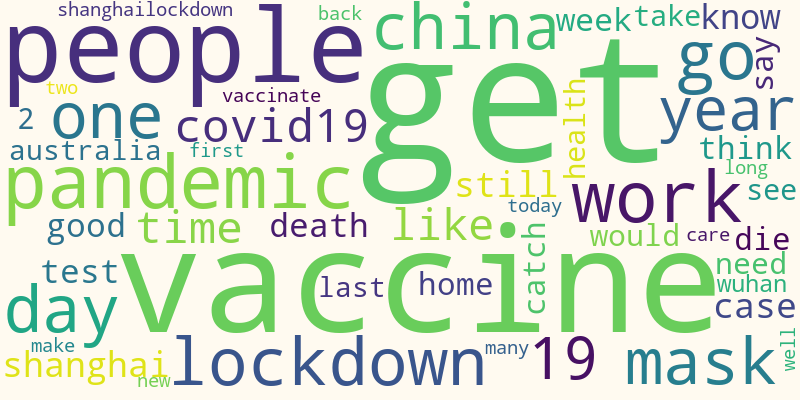 shanghailockdown
people
back
china
week
take
know
get
go
say
two
vaccinate
2
one
covid19
health
year
australia
first
think
long
pandemic
still
work
see
today
good
time
death
like
catch
would
care
die
test
vaccine
last
home
need
wuhan
day
case
make
shanghai
new
lockdown
many
19
mask
well